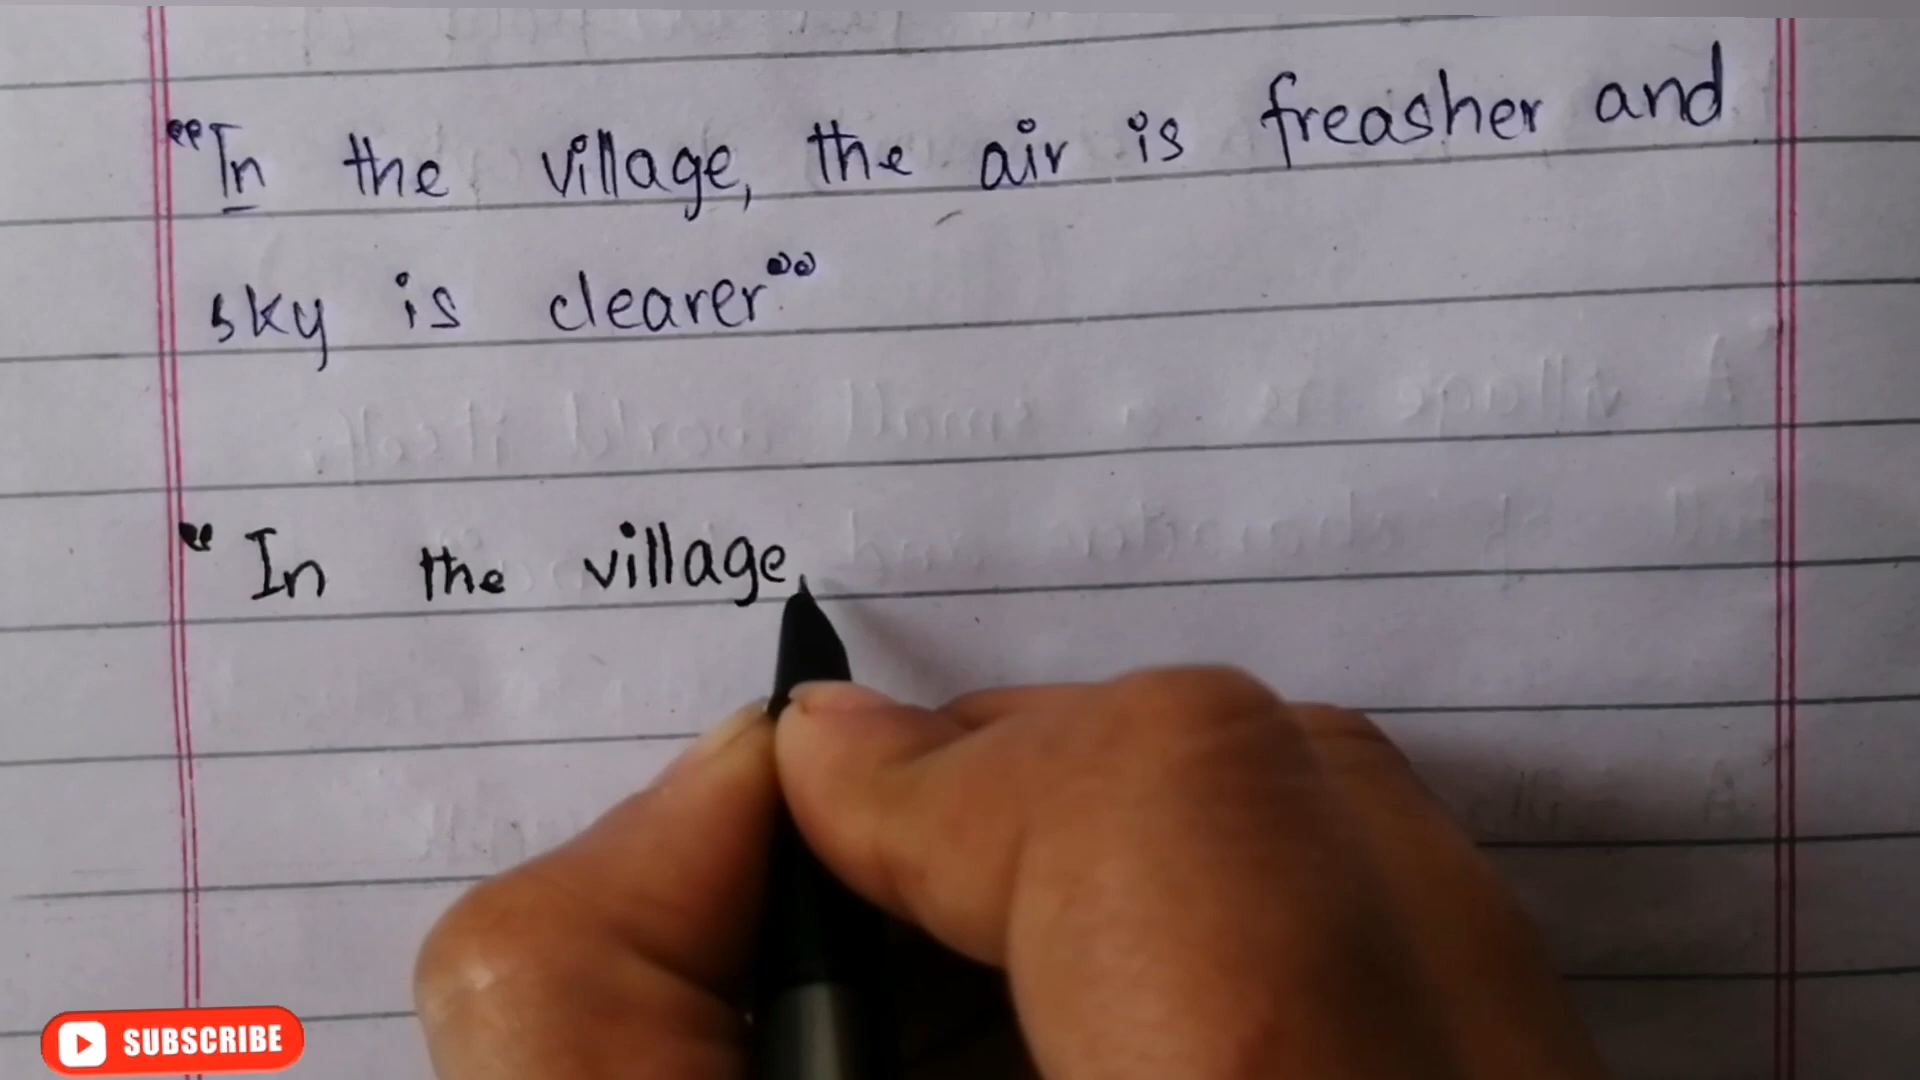 "In the village, the air is freasher and
sky is clearer"
"In the village,
SUBSCRIBE